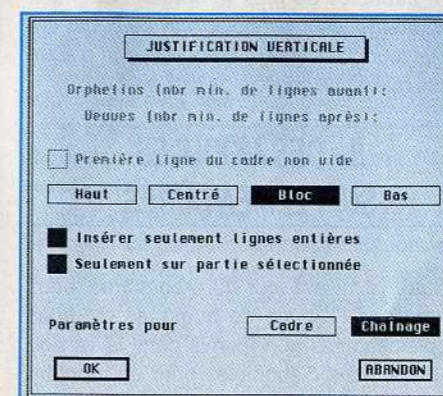 JUSTIFICATION VERTICALE
Orphelins (nbr min. de lignes avant):
Veuves (nbr min. de lignes après):
Première ligne du cadre non vide
Haut Centré Bloc Bas
Insérer seulement lignes entières
Seulement sur partie sélectionnée
Paramètres pour Cadre Chaînage
OK ABANDON